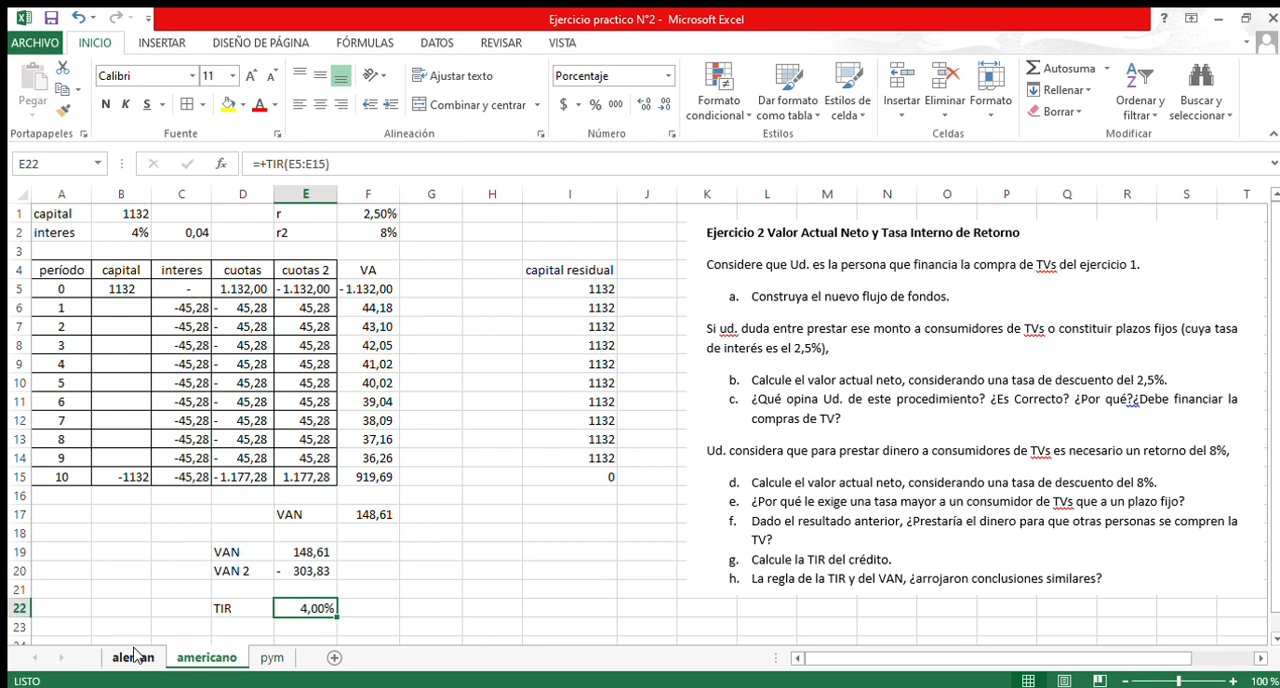 Ejercicio practico N°2 - Microsoft Excel
ARCHIVO INICIO INSERTAR DISEÑO DE PÁGINA FÓRMULAS DATOS REVISAR VISTA
Pegar
Calibri 11
N K S
Ajustar texto
Combinar y centrar
Porcentaje
$ % 000
Formato condicional
Dar formato como tabla
Estilos de celda
Insertar Eliminar Formato
Autosuma
Rellenar
Borrar
Ordenar y filtrar
Buscar y seleccionar
Portapapeles Fuente Alineación Número Estilos Celdas Modificar
E22 fx =+TIR(E5:E15)
A B C D E F G H I J K L M N O P Q R S T
1 capital 1132 r 2,50%
2 interes 4% 0,04 r2 8%
3
4 período capital interes cuotas cuotas 2 VA capital residual
5 0 1132 - 1.132,00 - 1.132,00 - 1.132,00 1132
6 1 -45,28 - 45,28 45,28 44,18 1132
7 2 -45,28 - 45,28 45,28 43,10 1132
8 3 -45,28 - 45,28 45,28 42,05 1132
9 4 -45,28 - 45,28 45,28 41,02 1132
10 5 -45,28 - 45,28 45,28 40,02 1132
11 6 -45,28 - 45,28 45,28 39,04 1132
12 7 -45,28 - 45,28 45,28 38,09 1132
13 8 -45,28 - 45,28 45,28 37,16 1132
14 9 -45,28 - 45,28 45,28 36,26 1132
15 10 -1132 -45,28 - 1.177,28 1.177,28 919,69 0
16
17 VAN 148,61
18
19 VAN 148,61
20 VAN 2 - 303,83
21
22 TIR 4,00%
23
Ejercicio 2 Valor Actual Neto y Tasa Interno de Retorno
Considere que Ud. es la persona que financia la compra de TVs del ejercicio 1.
a. Construya el nuevo flujo de fondos.
Si ud. duda entre prestar ese monto a consumidores de TVs o constituir plazos fijos (cuya tasa
de interés es el 2,5%),
b. Calcule el valor actual neto, considerando una tasa de descuento del 2,5%.
c. ¿Qué opina Ud. de este procedimiento? ¿Es Correcto? ¿Por qué?¿Debe financiar la
compras de TV?
Ud. considera que para prestar dinero a consumidores de TVs es necesario un retorno del 8%,
d. Calcule el valor actual neto, considerando una tasa de descuento del 8%.
e. ¿Por qué le exige una tasa mayor a un consumidor de TVs que a un plazo fijo?
f. Dado el resultado anterior, ¿Prestaría el dinero para que otras personas se compren la
TV?
g. Calcule la TIR del crédito.
h. La regla de la TIR y del VAN, ¿arrojaron conclusiones similares?
americano pym
LISTO
100 %